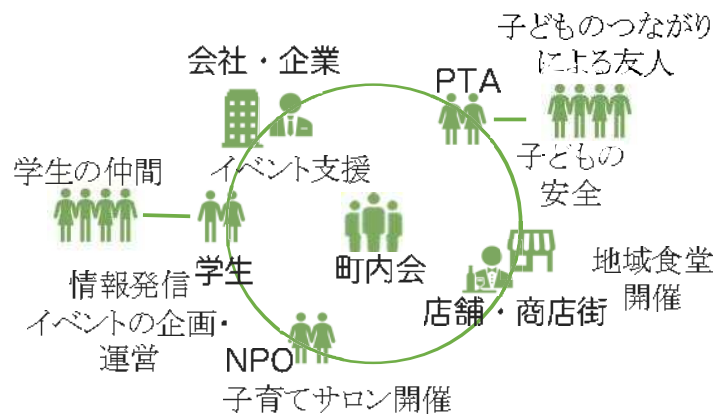 子どものつながり
による友人
会社・企業
PTA
学生の仲間
イベント支援
子どもの
安全
学生
町内会
地域食堂
開催
情報発信
イベントの企画・
運営
店舗・商店街
NPO
子育てサロン開催